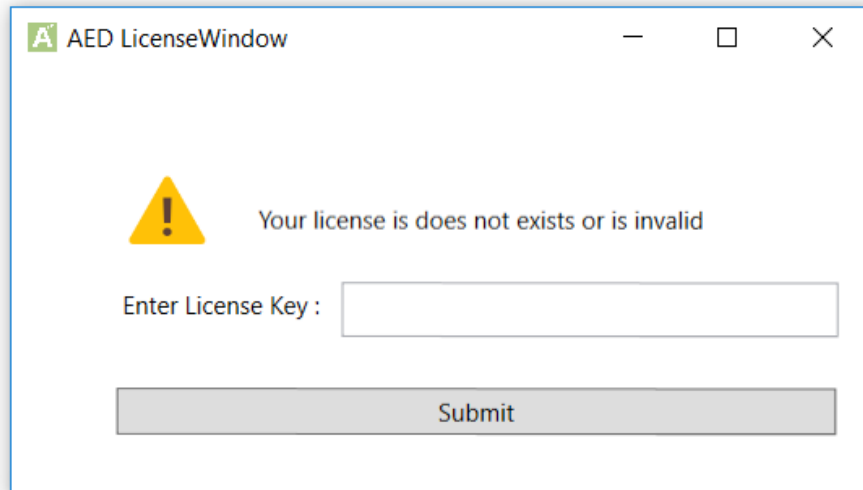 AED LicenseWindow
Your license is does not exists or is invalid
Enter License Key :
Submit